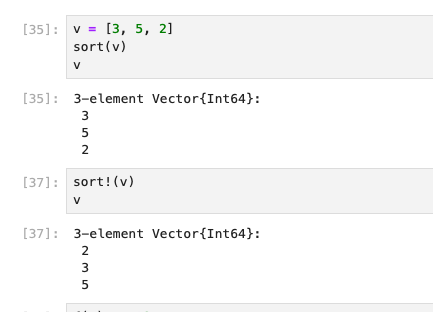 [35]: v = [3, 5, 2]
sort(v)
v
[35]: 3-element Vector{Int64}:
3
5
2
[37]: sort!(v)
v
[37]: 3-element Vector{Int64}:
2
3
5